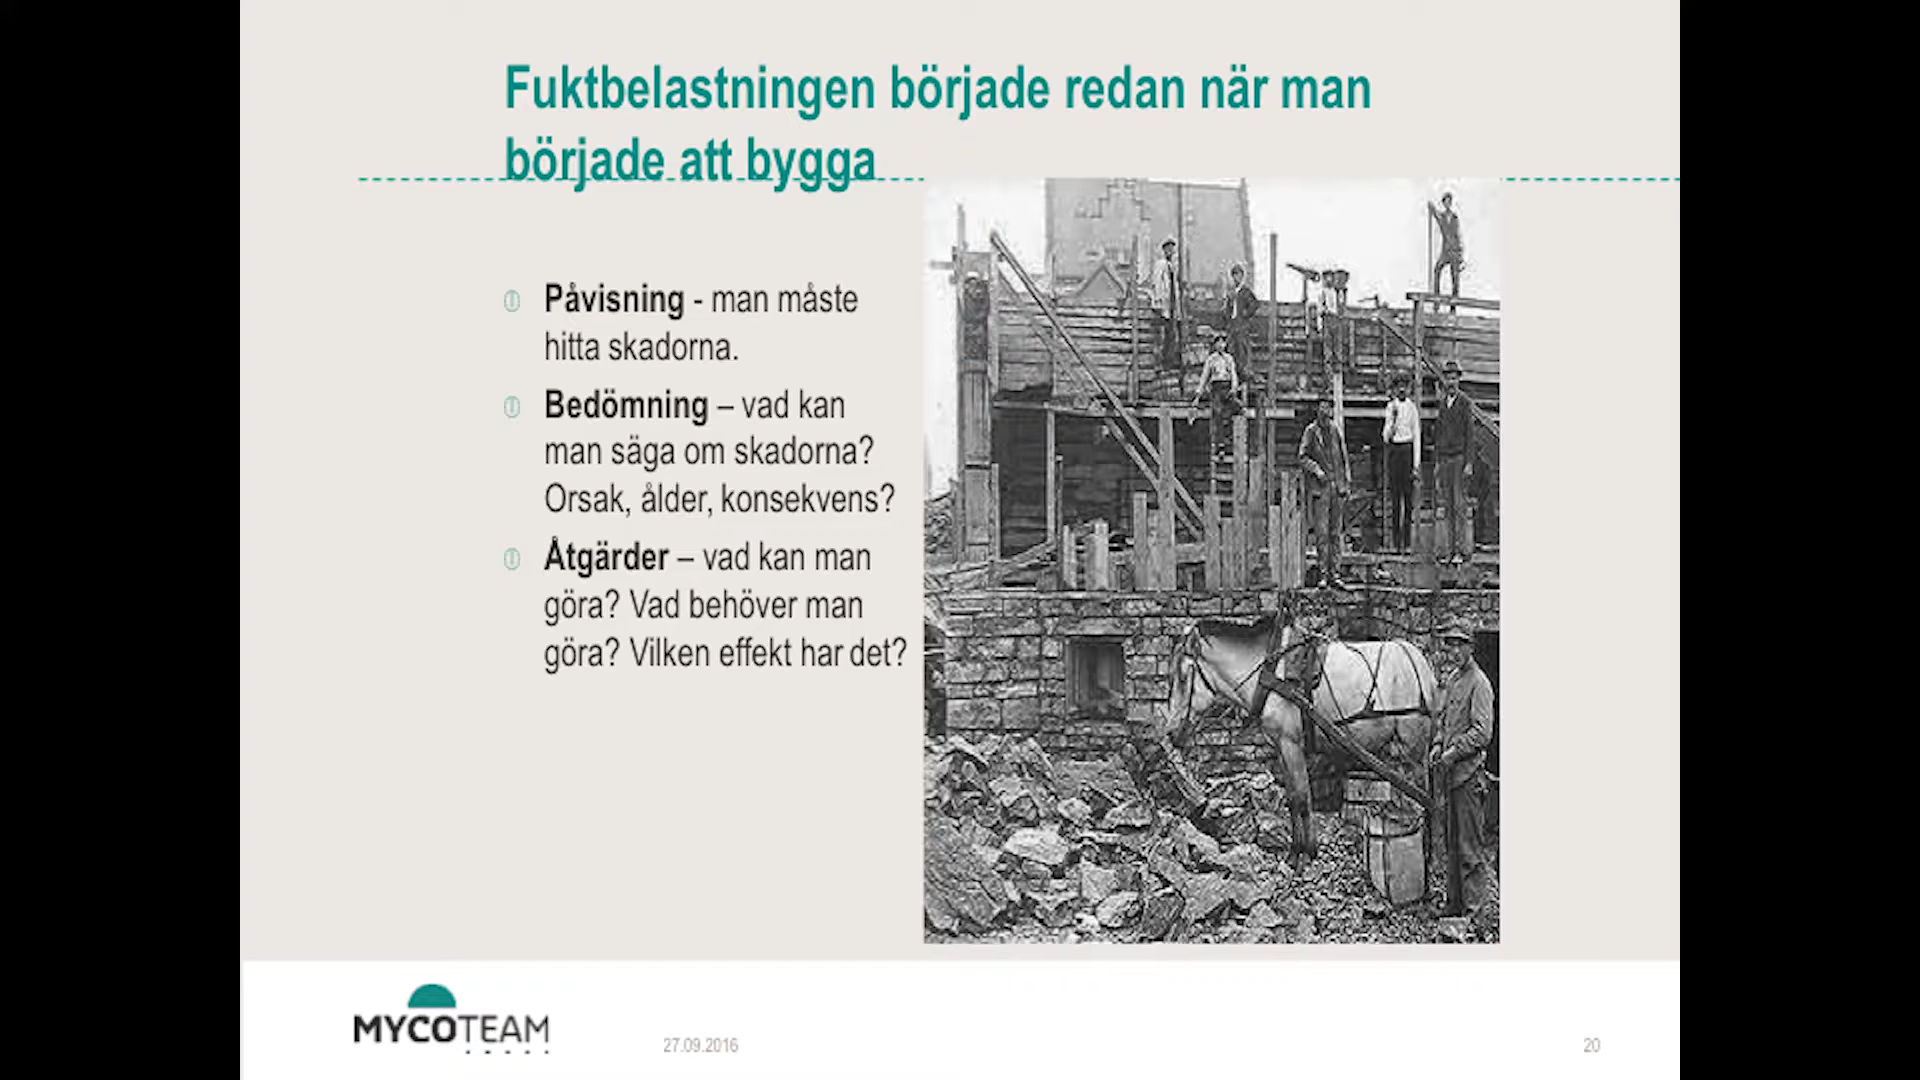 Fuktbelastningen började redan när man
började att bygga
Påvisning - man måste
hitta skadorna.
Bedömning – vad kan
man säga om skadorna?
Orsak, ålder, konsekvens?
Åtgärder – vad kan man
göra? Vad behöver man
göra? Vilken effekt har det?
MYCOTEAM
27.09.2016
20